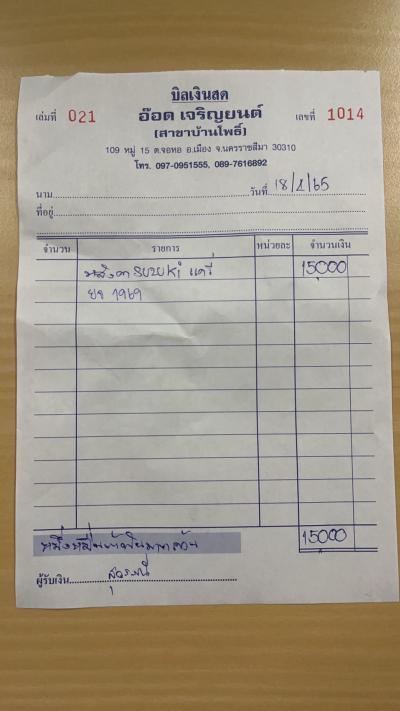 บิลเงินสด
เล่มที่ 021 อ๊อด เจริญยนต์ เลขที่ 1014
(สาขาบ้านโพธิ์)
109 หมู่ 15 ต.จอหอ อ.เมือง จ.นครราชสีมา 30310
โทร. 097-0951555, 089-7616892
นาม วันที่ 18/1/65
ที่อยู่
จำนวน รายการ หน่วยละ จำนวนเงิน
หลังคา SUZUKi แครี่ 15,000
ยจ 1969
หนึ่งหมื่นห้าพันบาทถ้วน 15,000
ผู้รับเงิน